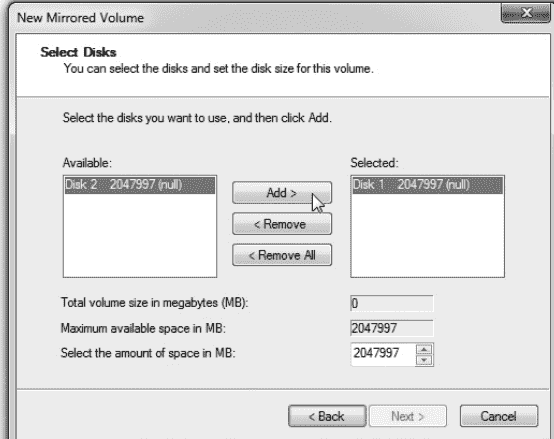 New Mirrored Volume
Select Disks
You can select the disks and set the disk size for this volume.
Select the disks you want to use, and then click Add.
Available:
Disk 2 2047997 (null)
Add >
< Remove
< Remove All
Selected:
Disk 1 2047997 (null)
Total volume size in megabytes (MB): 0
Maximum available space in MB: 2047997
Select the amount of space in MB: 2047997
< Back Next > Cancel